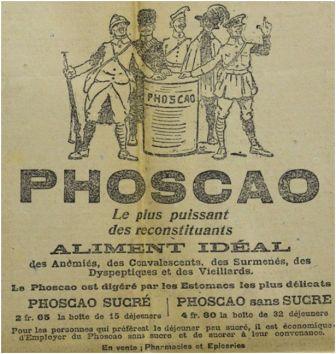 PHOSCAO
PHOSCAO
Le plus puissant
des reconstituants
ALIMENT IDÉAL
des Anémiés, des Convalescents, des Surmenés, des
Dyspeptiques et des Vieillards.
Le Phoscao est digéré par les Estomacs les plus délicats
PHOSCAO SUCRÉ
2 fr. 65 la boîte de 15 déjeuners
PHOSCAO sans SUCRE
4 fr. 80 la boîte de 32 déjeuners
Pour les personnes qui préfèrent le déjeuner peu sucré, il est économique
d'Employer du Phoscao sans sucre et de sucrer à leur convenance.
En vente ; Pharmacies et Epiceries